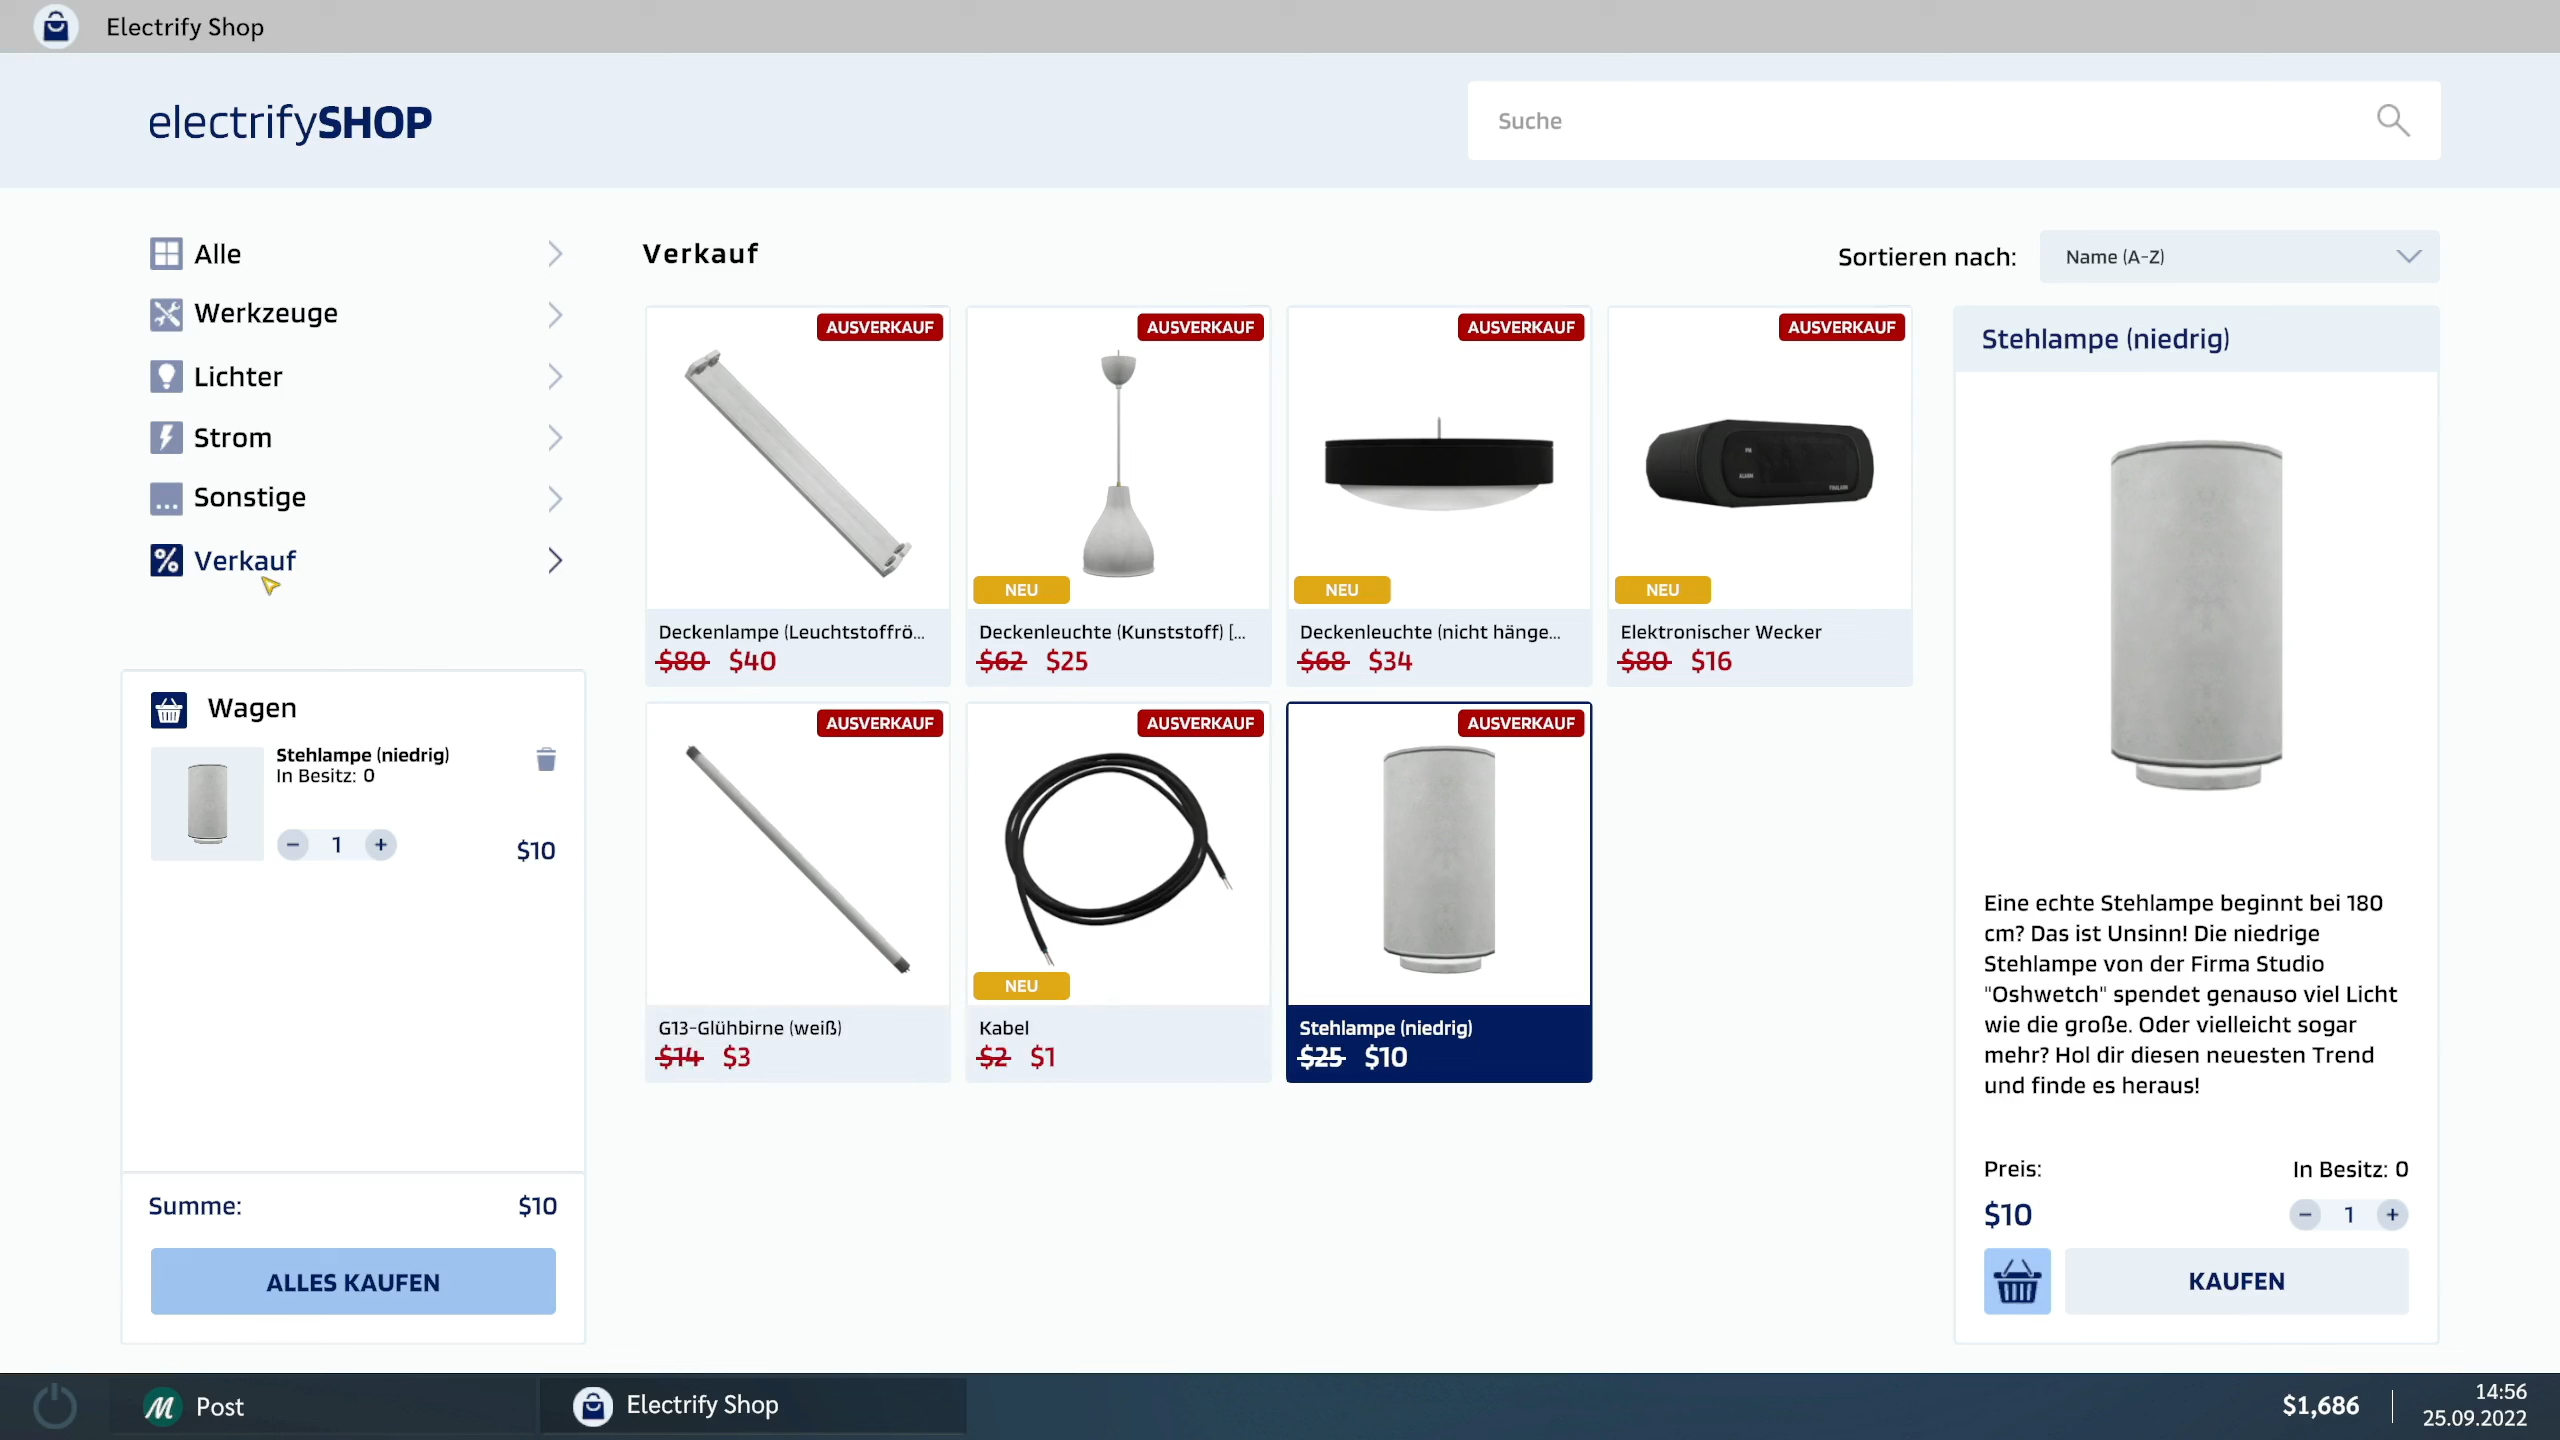 Electrify Shop
electrifySHOP
Suche
Alle
Werkzeuge
Lichter
Strom
Sonstige
Verkauf
Wagen
Stehlampe (niedrig)
In Besitz: 0
− 1 +
$10
Summe: $10
ALLES KAUFEN
Verkauf
Sortieren nach: Name (A-Z)
AUSVERKAUF
Deckenlampe (Leuchtstoffrö...
$80 $40
AUSVERKAUF
NEU
Deckenleuchte (Kunststoff) [...
$62 $25
AUSVERKAUF
NEU
Deckenleuchte (nicht hänge...
$68 $34
AUSVERKAUF
PM
ALARM
NEU
Elektronischer Wecker
$80 $16
AUSVERKAUF
G13-Glühbirne (weiß)
$14 $3
AUSVERKAUF
NEU
Kabel
$2 $1
AUSVERKAUF
Stehlampe (niedrig)
$25 $10
Stehlampe (niedrig)
Eine echte Stehlampe beginnt bei 180
cm? Das ist Unsinn! Die niedrige
Stehlampe von der Firma Studio
"Oshwetch" spendet genauso viel Licht
wie die große. Oder vielleicht sogar
mehr? Hol dir diesen neuesten Trend
und finde es heraus!
Preis: In Besitz: 0
$10 − 1 +
KAUFEN
M Post
Electrify Shop
$1,686
14:56
25.09.2022